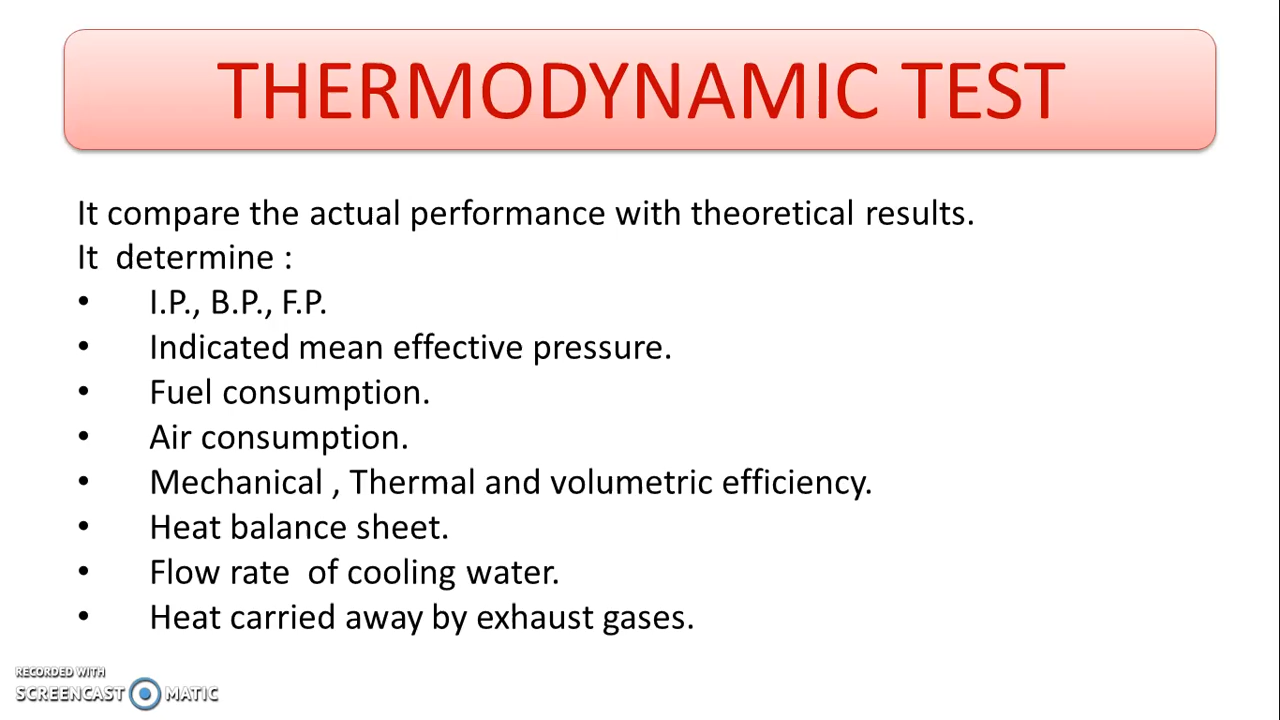 THERMODYNAMIC TEST
It compare the actual performance with theoretical results.
It determine :
• I.P., B.P., F.P.
• Indicated mean effective pressure.
• Fuel consumption.
• Air consumption.
• Mechanical , Thermal and volumetric efficiency.
• Heat balance sheet.
• Flow rate of cooling water.
• Heat carried away by exhaust gases.
RECORDED WITH
SCREENCAST MATIC